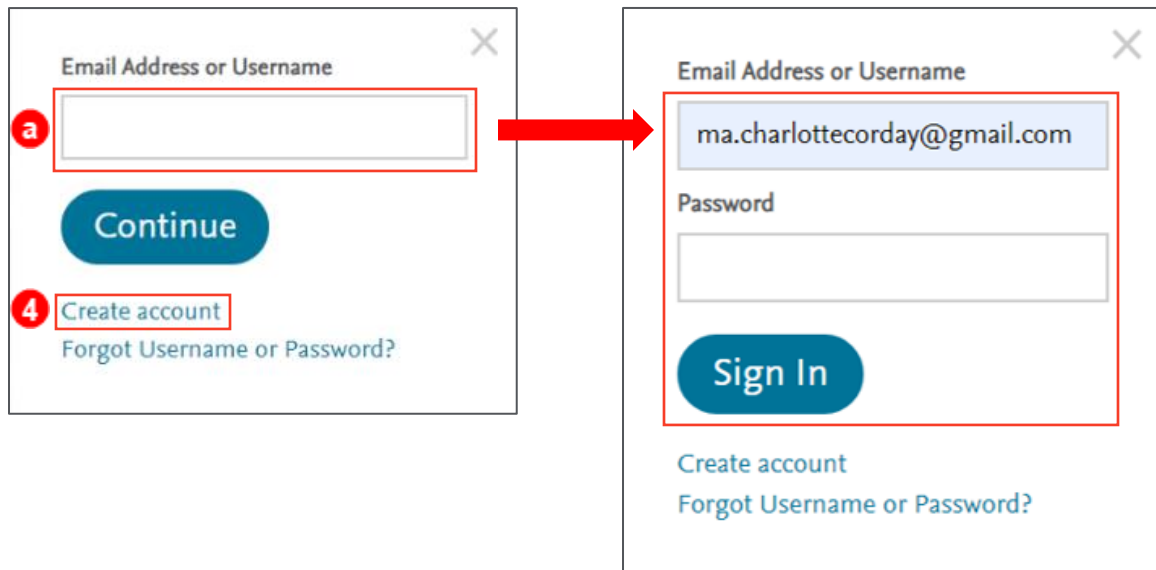 Email Address or Username
a
Continue
4 Create account
Forgot Username or Password?
Email Address or Username
ma.charlottecorday@gmail.com
Password
Sign In
Create account
Forgot Username or Password?